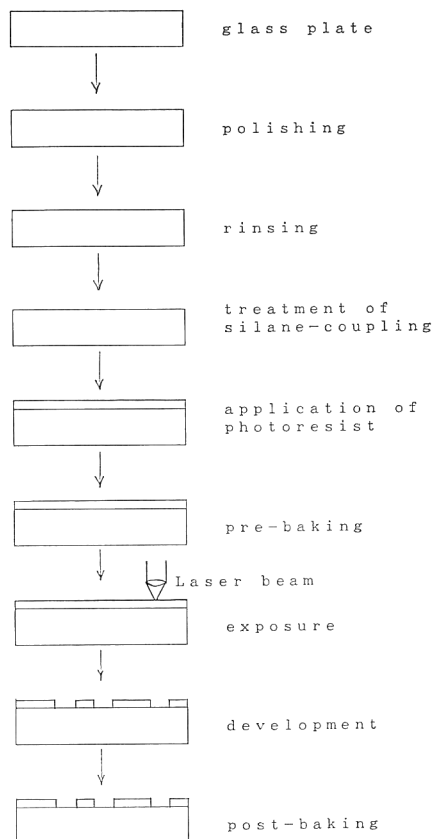 glass plate
polishing
rinsing
treatment of
silane-coupling
application of
photoresist
pre-baking
Laser beam
exposure
development
post-baking